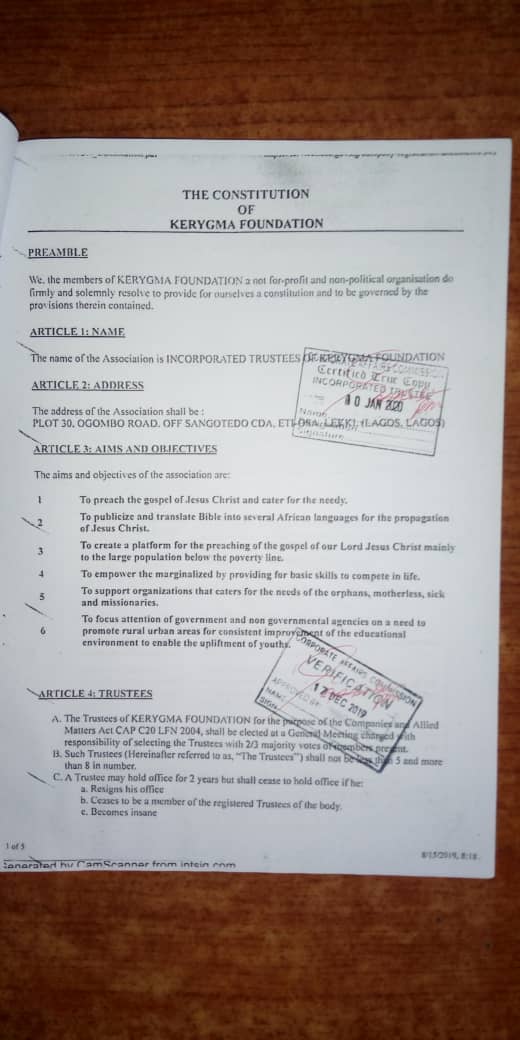 THE CONSTITUTION
OF
KERYGMA FOUNDATION
PREAMBLE
We, the members of KERYGMA FOUNDATION a not for-profit and non-political organisation do
firmly and solemnly resolve to provide for ourselves a constitution and to be governed by the
provisions therein contained.
ARTICLE 1: NAME
The name of the Association is INCORPORATED TRUSTEES OF KERYGMA FOUNDATION
ARTICLE 2: ADDRESS
Certified True Copy
INCORPORATED TRUSTEE
10 JAN 2020
Name
Signature
The address of the Association shall be :
PLOT 30, OGOMBO ROAD, OFF SANGOTEDO CDA, ETI-OSA, LEKKI, (LAGOS, LAGOS)
ARTICLE 3: AIMS AND OBJECTIVES
The aims and objectives of the association are:
1 To preach the gospel of Jesus Christ and cater for the needy.
2 To publicize and translate Bible into several African languages for the propagation
of Jesus Christ.
3 To create a platform for the preaching of the gospel of our Lord Jesus Christ mainly
to the large population below the poverty line.
4 To empower the marginalized by providing for basic skills to compete in life.
5 To support organizations that caters for the needs of the orphans, motherless, sick
and missionaries.
6 To focus attention of government and non governmental agencies on a need to
promote rural urban areas for consistent improvement of the educational
environment to enable the upliftment of youths.
CORPORATE AFFAIRS COMMISSION
VERIFICATION
12 DEC 2019
APPROVED BY:
NAME:
SIGN:
ARTICLE 4: TRUSTEES
A. The Trustees of KERYGMA FOUNDATION for the purpose of the Companies and Allied
Matters Act CAP C20 LFN 2004, shall be elected at a General Meeting charged with
responsibility of selecting the Trustees with 2/3 majority votes of members present.
B. Such Trustees (Hereinafter referred to as, "The Trustees") shall not be less than 5 and more
than 8 in number.
C. A Trustee may hold office for 2 years but shall cease to hold office if he:
a. Resigns his office
b. Ceases to be a member of the registered Trustees of the body.
c. Becomes insane
1 of 5
8/15/2019, 8:18
Generated by CamScanner from intsig.com